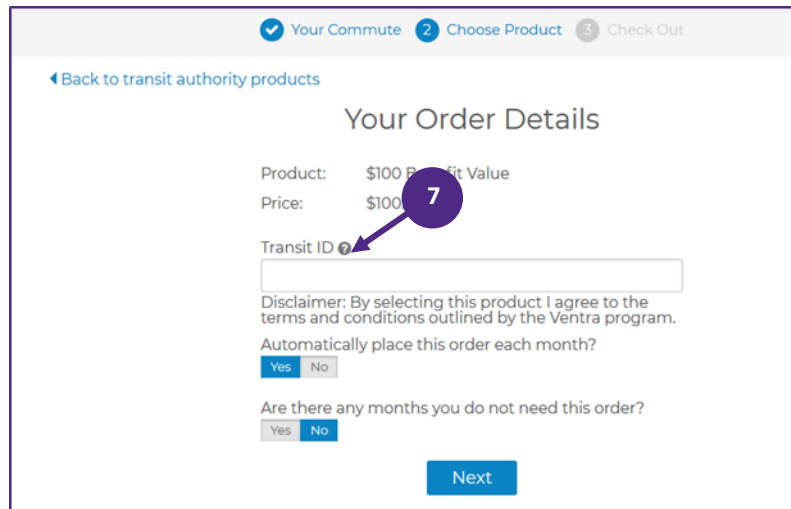 Your Commute 2 Choose Product 3 Check Out
Back to transit authority products
Your Order Details
Product: $100 Value
Price: $100
7
Transit ID ?
Disclaimer: By selecting this product I agree to the
terms and conditions outlined by the Ventra program.
Automatically place this order each month?
Yes No
Are there any months you do not need this order?
Yes No
Next